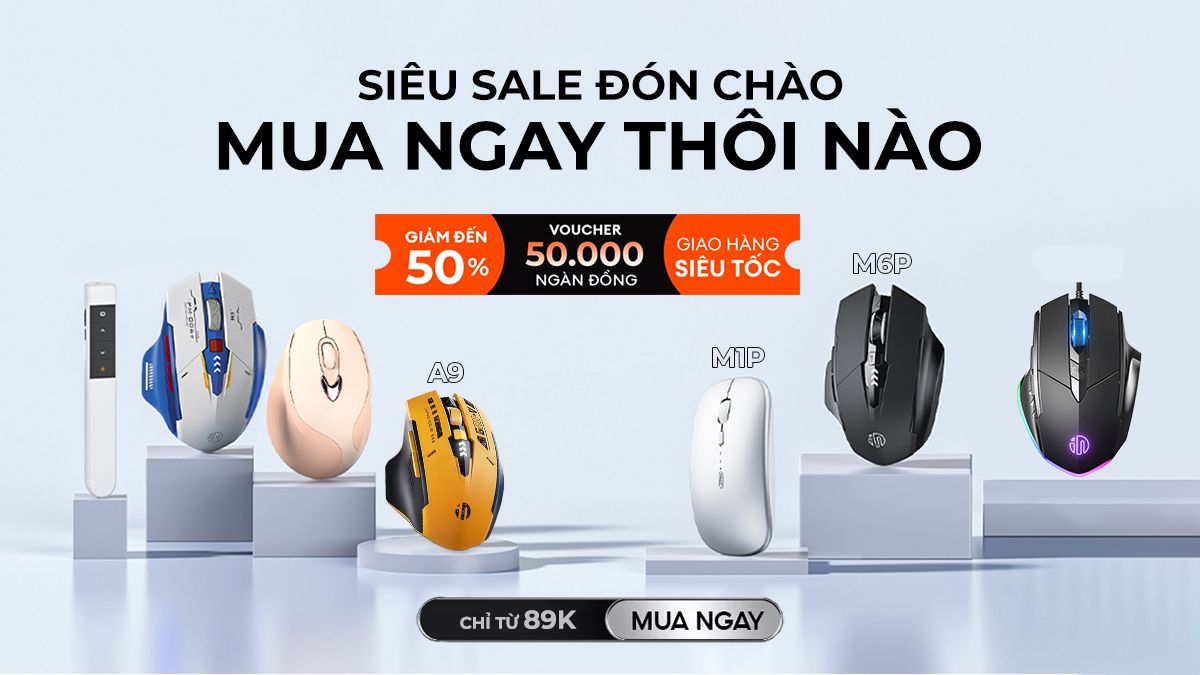 SIÊU SALE ĐÓN CHÀO
MUA NGAY THÔI NÀO
GIẢM ĐẾN
50%
VOUCHER
50.000
NGÀN ĐỒNG
GIAO HÀNG
SIÊU TỐC
M6P
M1P
A9
CHỈ TỪ 89K
MUA NGAY